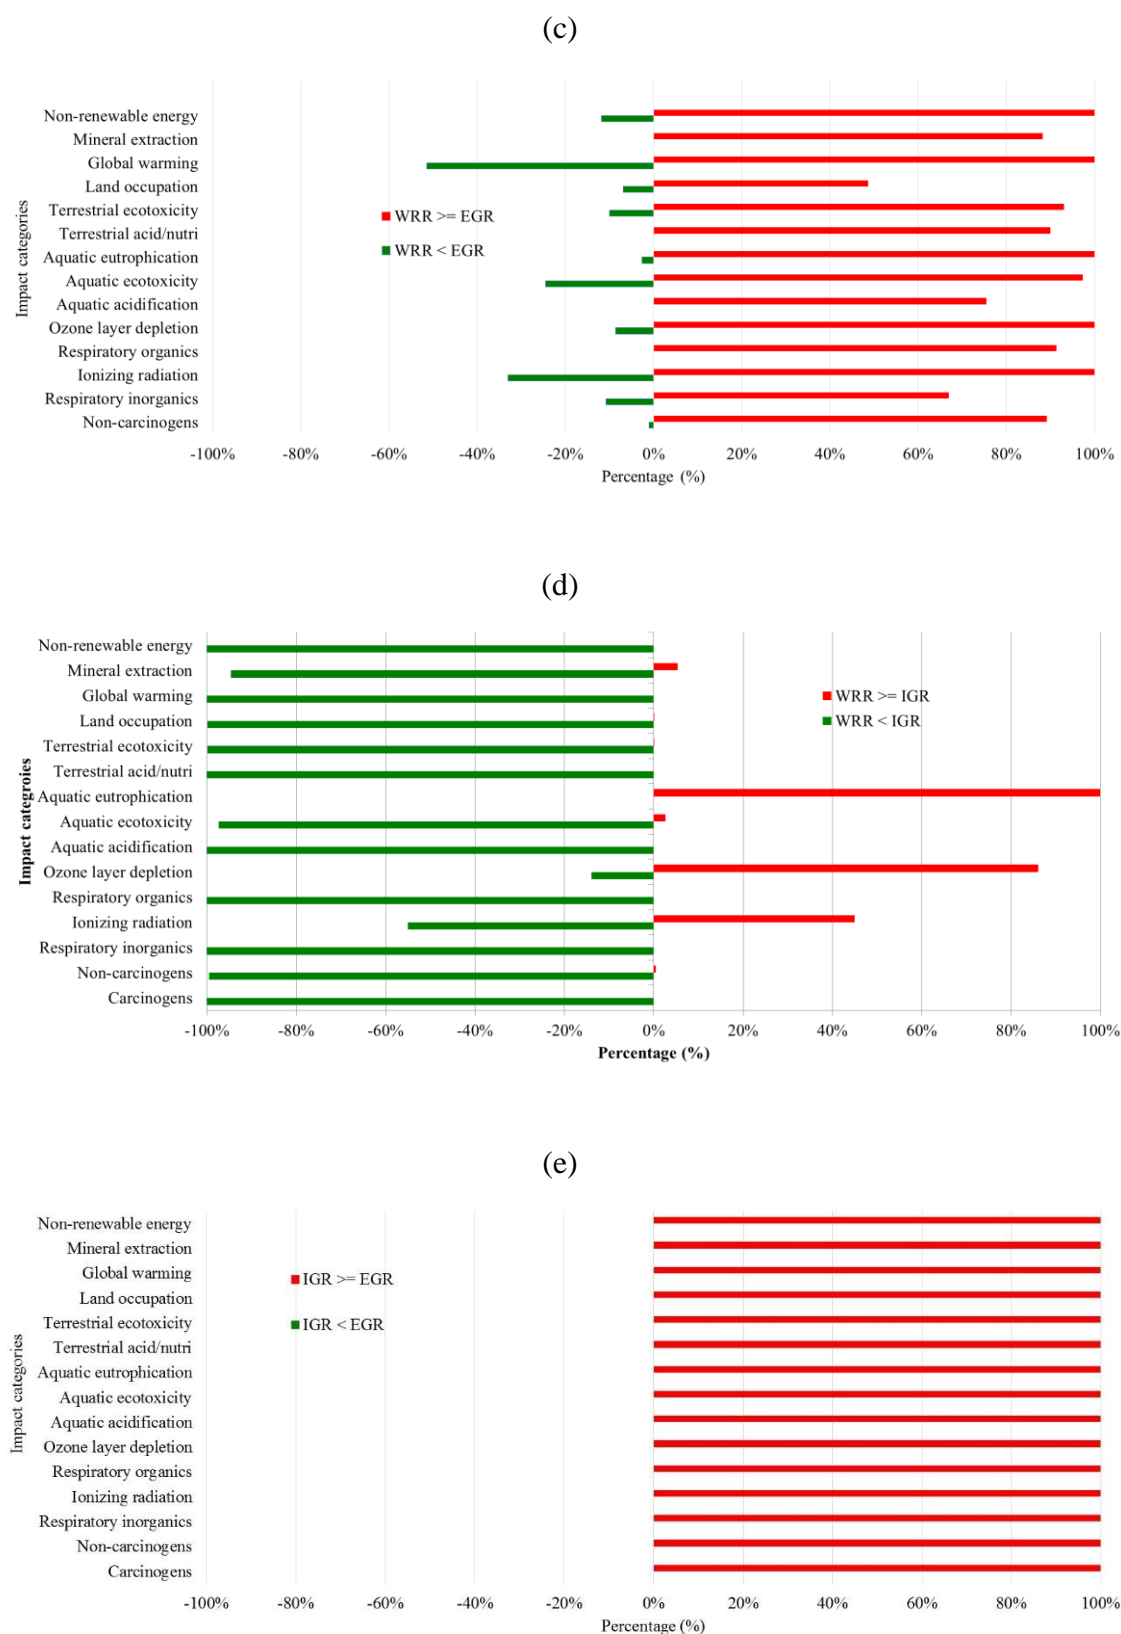 (c)
Non-renewable energy
Mineral extraction
Global warming
Land occupation
Terrestrial ecotoxicity
Terrestrial acid/nutri
Aquatic eutrophication
Aquatic ecotoxicity
Aquatic acidification
Ozone layer depletion
Respiratory organics
Ionizing radiation
Respiratory inorganics
Non-carcinogens
Impact categories
WRR >= EGR
WRR < EGR
-100% -80% -60% -40% -20% 0% 20% 40% 60% 80% 100%
Percentage (%)
(d)
Non-renewable energy
Mineral extraction
Global warming
Land occupation
Terrestrial ecotoxicity
Terrestrial acid/nutri
Aquatic eutrophication
Aquatic ecotoxicity
Aquatic acidification
Ozone layer depletion
Respiratory organics
Ionizing radiation
Respiratory inorganics
Non-carcinogens
Carcinogens
Impact categroies
WRR >= IGR
WRR < IGR
-100% -80% -60% -40% -20% 0% 20% 40% 60% 80% 100%
Percentage (%)
(e)
Non-renewable energy
Mineral extraction
Global warming
Land occupation
Terrestrial ecotoxicity
Terrestrial acid/nutri
Aquatic eutrophication
Aquatic ecotoxicity
Aquatic acidification
Ozone layer depletion
Respiratory organics
Ionizing radiation
Respiratory inorganics
Non-carcinogens
Carcinogens
Impact categories
IGR >= EGR
IGR < EGR
-100% -80% -60% -40% -20% 0% 20% 40% 60% 80% 100%
Percentage (%)